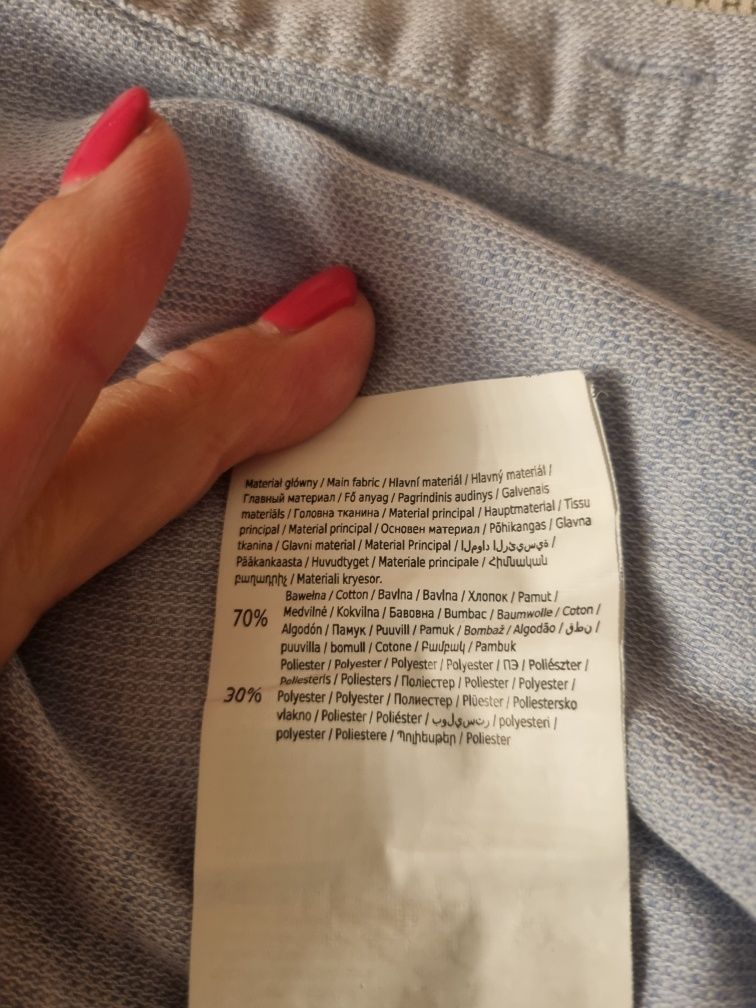 Materiał główny / Main fabric / Hlavní materiál / Hlavný materiál /
Главный материал / Fő anyag / Pagrindinis audinys / Galvenais
materiāls / Головна тканина / Material principal / Hauptmaterial / Tissu
principal / Material principal / Основен материал / Põhikangas / Glavna
tkanina / Glavni material / Material Principal / المواد الرئيسية /
Pääkankaasta / Huvudtyget / Materiale principale / Հիմնական
բաղադրիչ / Materiali kryesor.
Bawełna / Cotton / Bavlna / Bavlna / Хлопок / Pamut /
70% Medvilnė / Kokvilna / Бавовна / Bumbac / Baumwolle / Coton /
Algodón / Памук / Puuvill / Pamuk / Bombaž / Algodão / قطن /
puuvilla / bomull / Cotone / Բամբակ / Pambuk
Poliester / Polyester / Polyester / Polyester / ПЭ / Poliészter /
30% Poliesteris / Poliesters / Поліестер / Poliester / Polyester /
Polyester / Polyester / Полиестер / Plüester / Poliestersko
vlakno / Poliester / Poliéster / بوليستر / polyesteri /
polyester / Poliestere / Պոլիեսթեր / Poliester